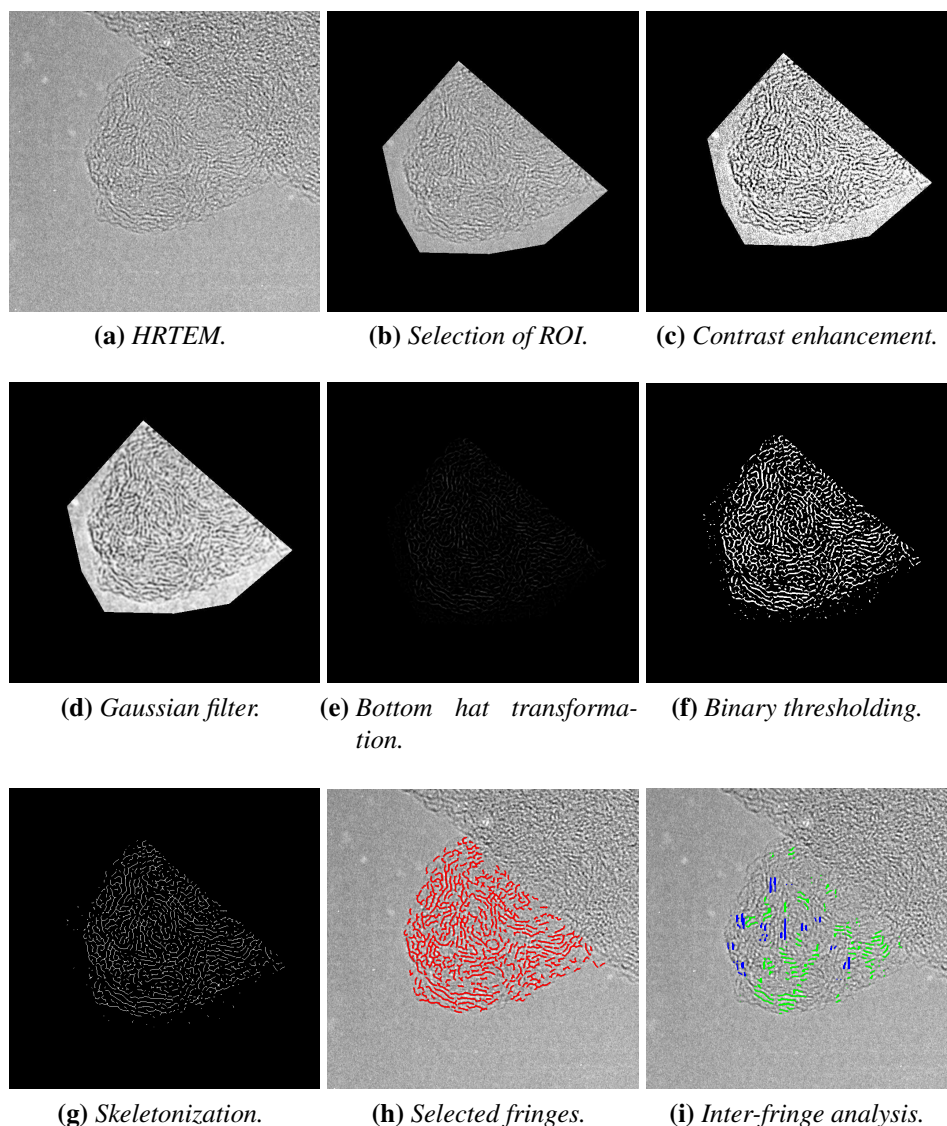 (a) HRTEM.
(b) Selection of ROI.
(c) Contrast enhancement.
(d) Gaussian filter.
(e) Bottom hat transforma-
tion.
(f) Binary thresholding.
(g) Skeletonization.
(h) Selected fringes.
(i) Inter-fringe analysis.